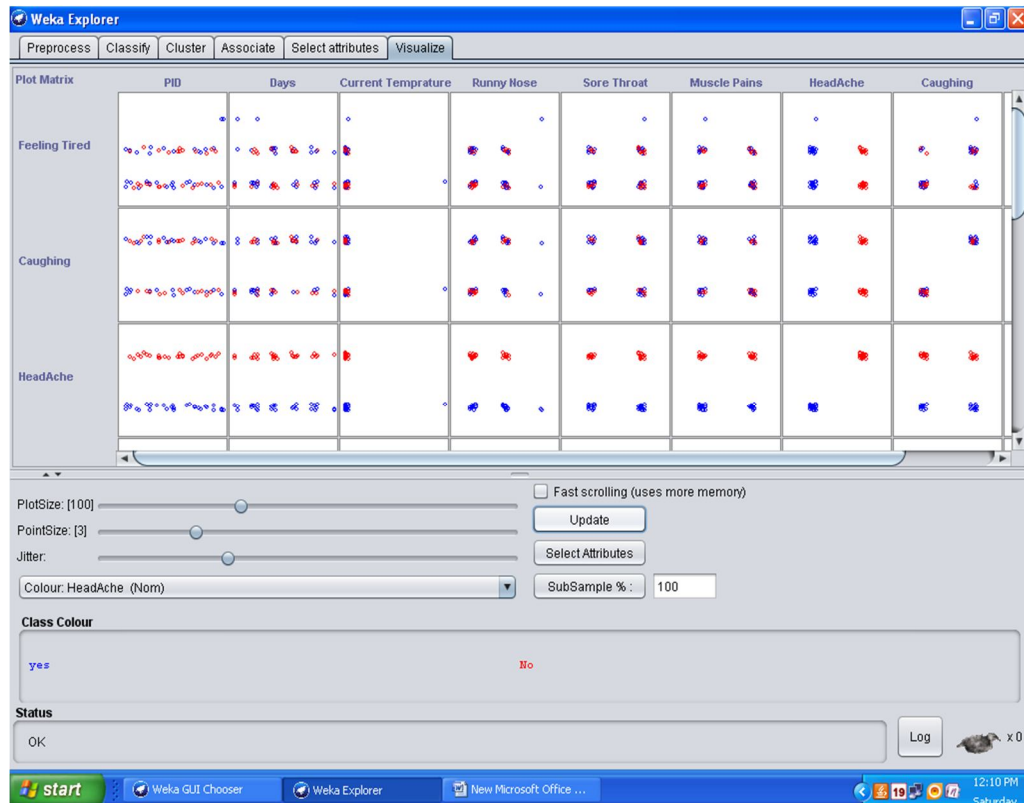 Weka Explorer
Preprocess Classify Cluster Associate Select attributes Visualize
Plot Matrix PID Days Current Temprature Runny Nose Sore Throat Muscle Pains HeadAche Caughing
Feeling Tired
Caughing
HeadAche
PlotSize: [100]
PointSize: [3]
Jitter:
Fast scrolling (uses more memory)
Update
Select Attributes
Colour: HeadAche (Nom)
SubSample % : 100
Class Colour
yes No
Status
OK
Log x 0
start Weka GUI Chooser Weka Explorer New Microsoft Office ... 19 12:10 PM
Saturday